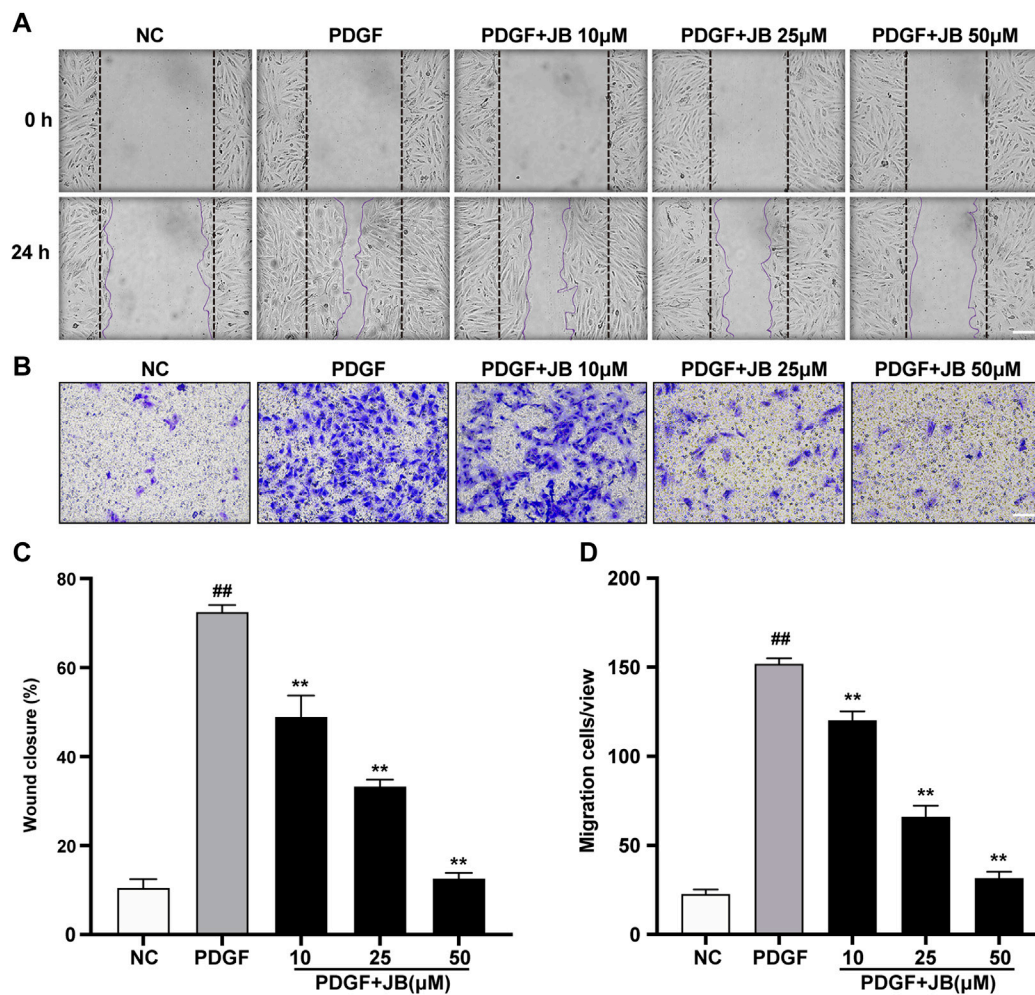 A
NC PDGF PDGF+JB 10μM PDGF+JB 25μM PDGF+JB 50μM
0 h
24 h
B
NC PDGF PDGF+JB 10μM PDGF+JB 25μM PDGF+JB 50μM
C
80
60
40
20
0
Wound closure (%)
##
**
**
**
NC PDGF 10 25 50
PDGF+JB(μM)
D
200
150
100
50
0
Migration cells/view
##
**
**
**
NC PDGF 10 25 50
PDGF+JB(μM)